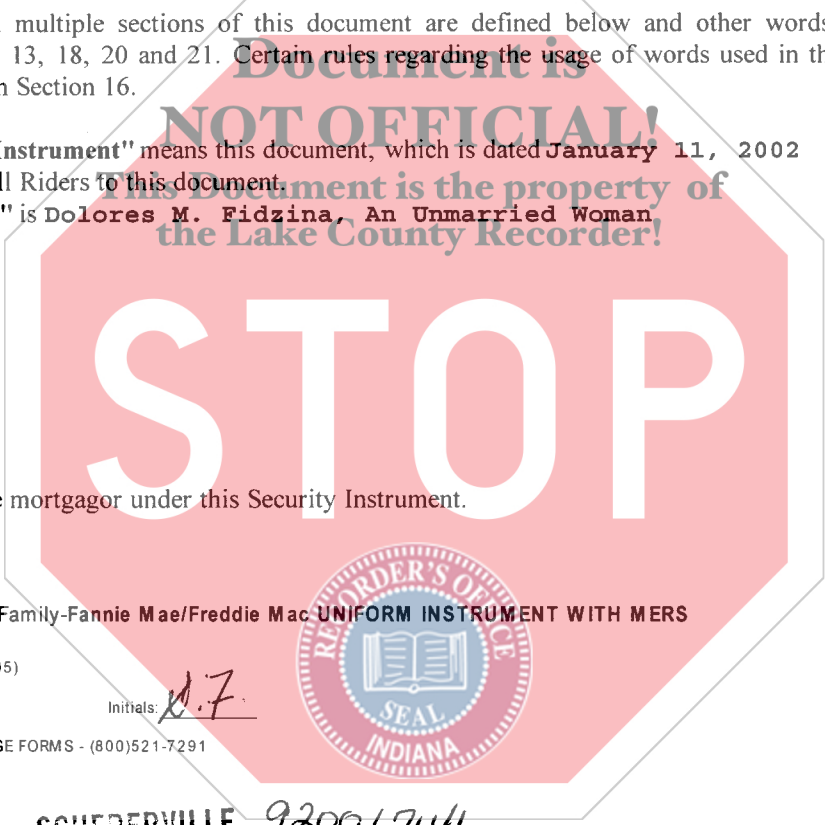 multiple sections of this document are defined below and other words
13, 18, 20 and 21. Certain rules regarding the usage of words used in th
Document is
n Section 16.
NOT OFFICIAL!
Instrument" means this document, which is dated January 11, 2002
ll Riders to this document.
This Document is the property of
" is Dolores M. Fidzina, An Unmarried Woman
the Lake County Recorder!
STOP
e mortgagor under this Security Instrument.
RECORDER'S OFFICE
Family-Fannie Mae/Freddie Mac UNIFORM INSTRUMENT WITH MERS
05)
Initials: D.F.
SEAL
GE FORMS - (800)521-7291
INDIANA